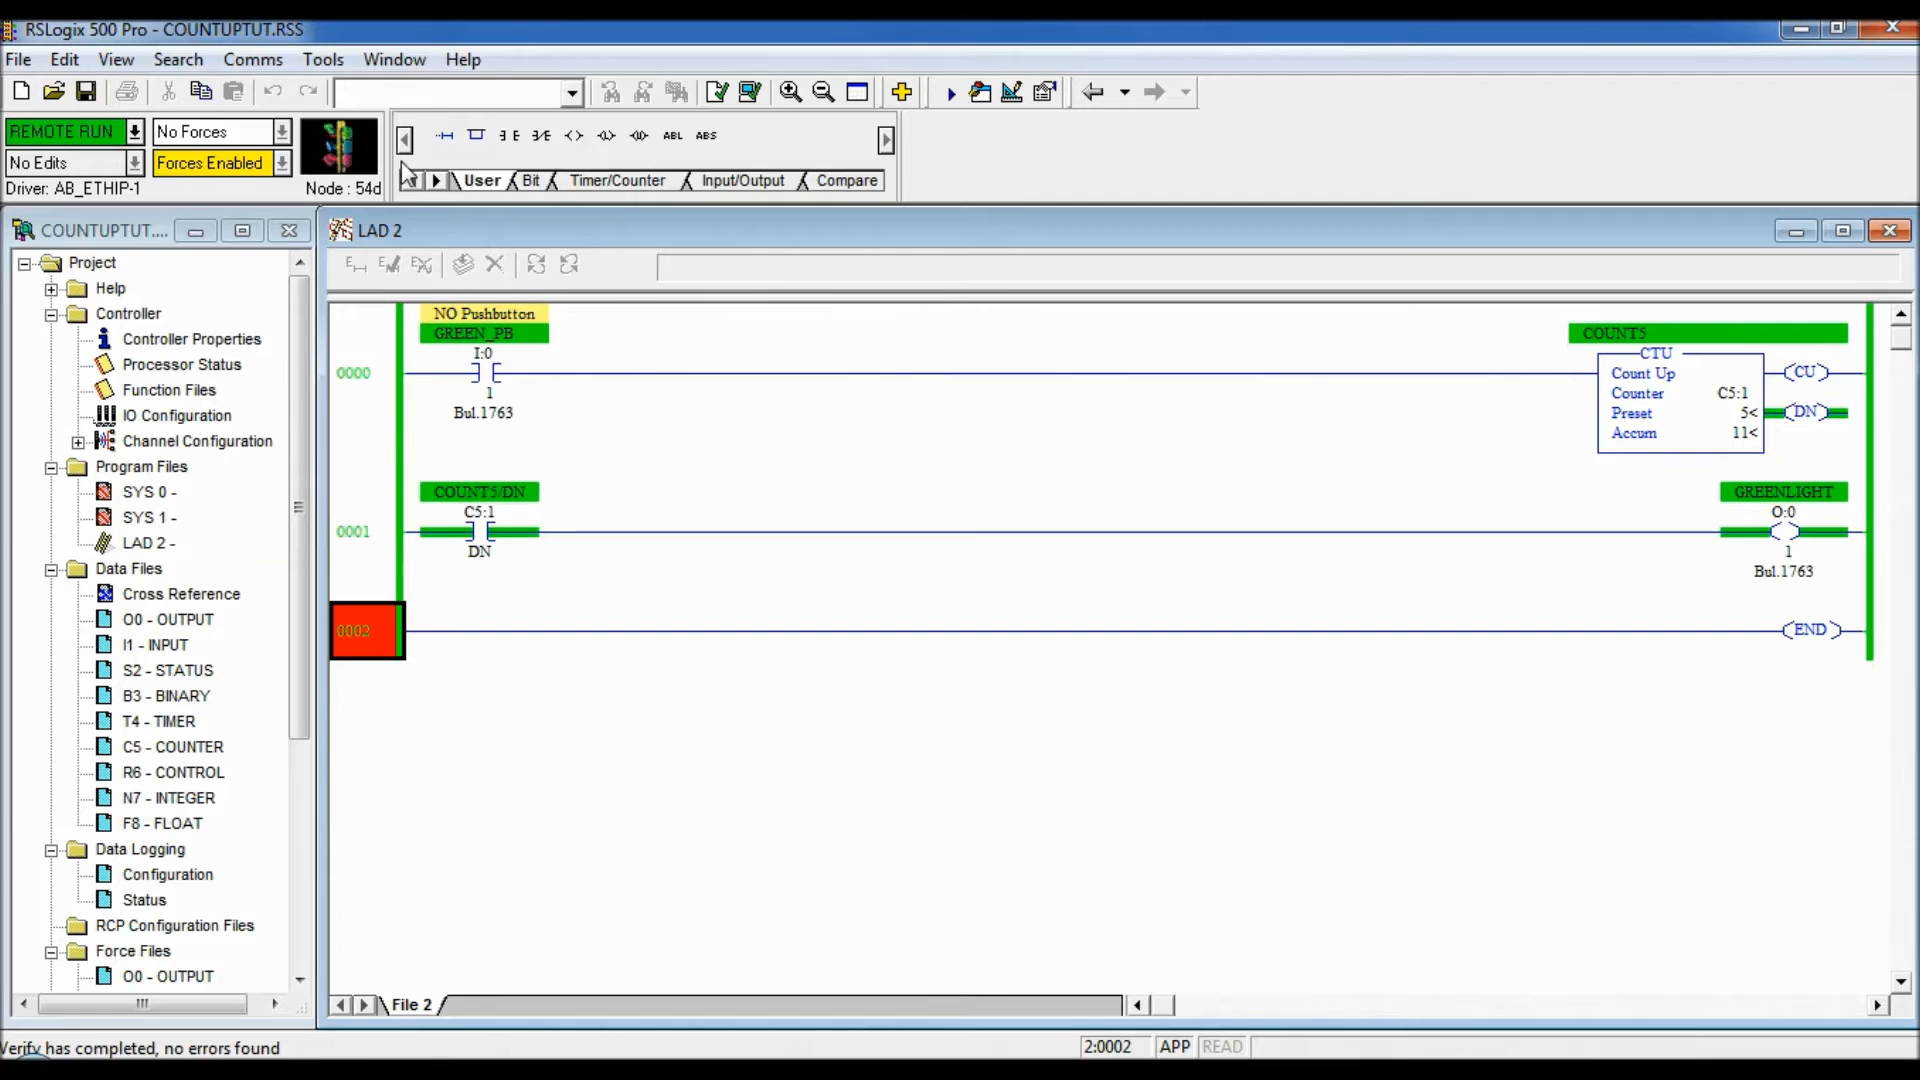 RSLogix 500 Pro - COUNTUPTUT.RSS
File Edit View Search Comms Tools Window Help
REMOTE RUN No Forces
No Edits Forces Enabled
Driver: AB_ETHIP-1 Node : 54d
ABL ABS
User Bit Timer/Counter Input/Output Compare
COUNTUPTUT....
Project
Help
Controller
Controller Properties
Processor Status
Function Files
IO Configuration
Channel Configuration
Program Files
SYS 0 -
SYS 1 -
LAD 2 -
Data Files
Cross Reference
O0 - OUTPUT
I1 - INPUT
S2 - STATUS
B3 - BINARY
T4 - TIMER
C5 - COUNTER
R6 - CONTROL
N7 - INTEGER
F8 - FLOAT
Data Logging
Configuration
Status
RCP Configuration Files
Force Files
O0 - OUTPUT
LAD 2
NO Pushbutton
GREEN_PB
I:0
0000
1
Bul.1763
COUNT5
CTU
Count Up
Counter C5:1
Preset 5<
Accum 11<
CU
DN
COUNT5/DN
C5:1
0001
DN
GREENLIGHT
O:0
1
Bul.1763
0002
END
File 2
Verify has completed, no errors found
2:0002 APP READ